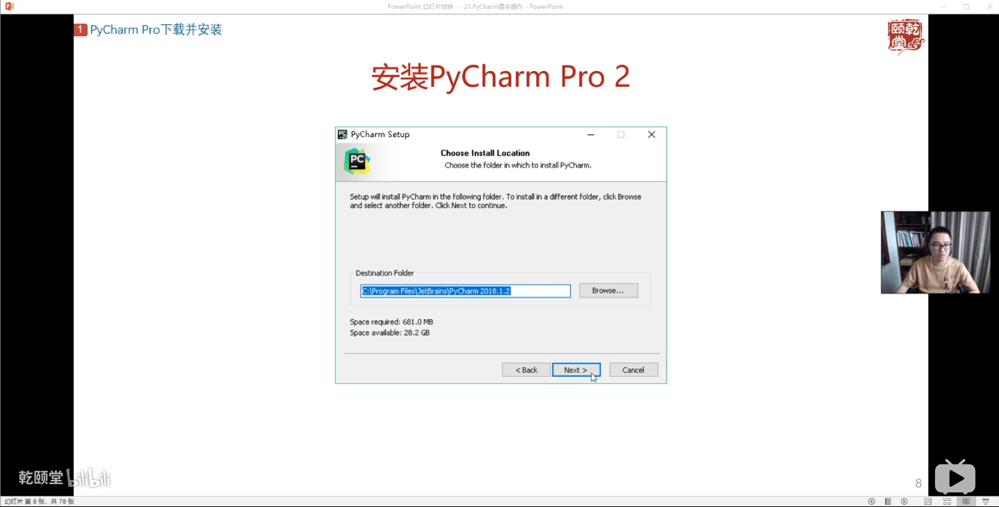 PowerPoint 幻灯片放映 - 21.PyCharm基本操作 - PowerPoint
1 PyCharm Pro下载并安装
乾颐堂
安装PyCharm Pro 2
PyCharm Setup
PC
Choose Install Location
Choose the folder in which to install PyCharm.
Setup will install PyCharm in the following folder. To install in a different folder, click Browse
and select another folder. Click Next to continue.
Destination Folder
C:\Program Files\JetBrains\PyCharm 2018.1.2
Browse...
Space required: 681.0 MB
Space available: 28.2 GB
< Back
Next >
Cancel
乾颐堂 bilibili
8
幻灯片 第 8 张，共 78 张